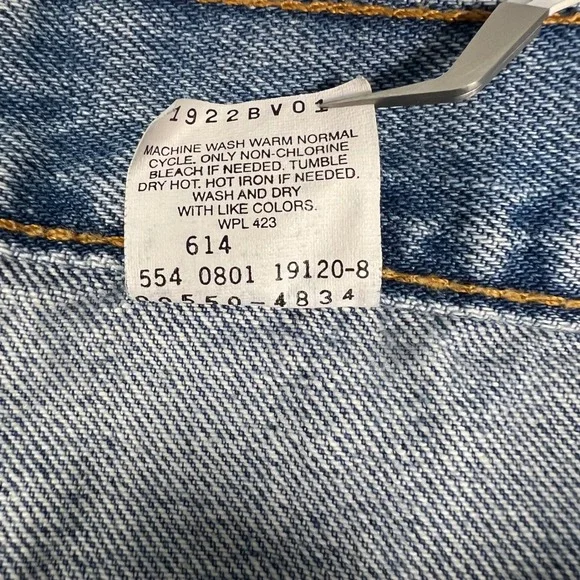 1922BV01
MACHINE WASH WARM NORMAL
CYCLE. ONLY NON-CHLORINE
BLEACH IF NEEDED. TUMBLE
DRY HOT. HOT IRON IF NEEDED.
WASH AND DRY
WITH LIKE COLORS.
WPL 423
614
554 0801 19120-8